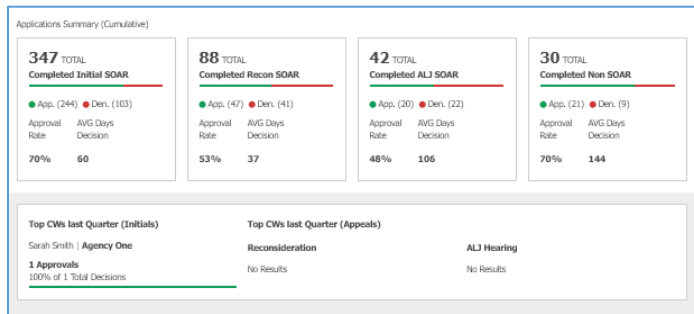 Applications Summary (Cumulative)
347 TOTAL
Completed Initial SOAR
App. (244) Den. (103)
Approval Rate AVG Days Decision
70% 60
88 TOTAL
Completed Recon SOAR
App. (47) Den. (41)
Approval Rate AVG Days Decision
53% 37
42 TOTAL
Completed ALJ SOAR
App. (20) Den. (22)
Approval Rate AVG Days Decision
48% 106
30 TOTAL
Completed Non SOAR
App. (21) Den. (9)
Approval Rate AVG Days Decision
70% 144
Top CWs last Quarter (Initials)
Sarah Smith | Agency One
1 Approvals
100% of 1 Total Decisions
Top CWs last Quarter (Appeals)
Reconsideration
No Results
ALJ Hearing
No Results